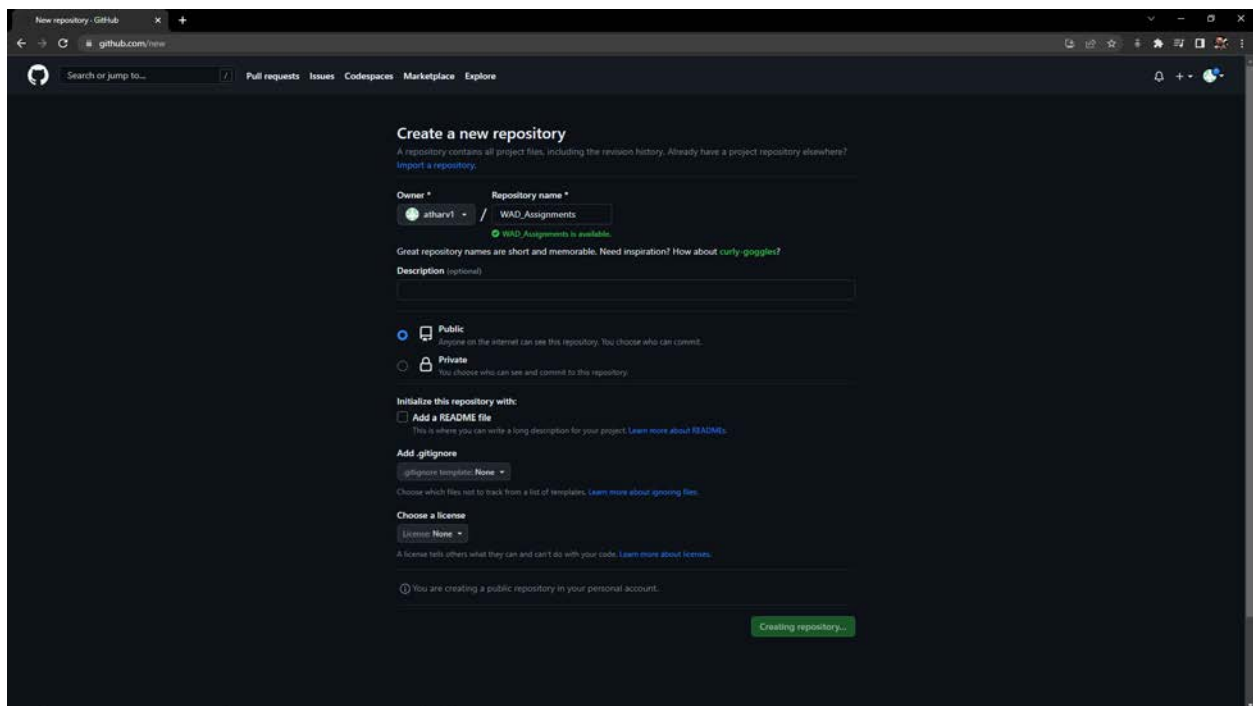 New repository · GitHub
github.com/new
Search or jump to...
/
Pull requests Issues Codespaces Marketplace Explore
Create a new repository
A repository contains all project files, including the revision history. Already have a project repository elsewhere?
Import a repository.
Owner * Repository name *
atharv1 / WAD_Assignments
WAD_Assignments is available.
Great repository names are short and memorable. Need inspiration? How about curly-goggles?
Description (optional)
Public
Anyone on the internet can see this repository. You choose who can commit.
Private
You choose who can see and commit to this repository.
Initialize this repository with:
Add a README file
This is where you can write a long description for your project. Learn more about READMEs.
Add .gitignore
.gitignore template: None
Choose which files not to track from a list of templates. Learn more about ignoring files.
Choose a license
License: None
A license tells others what they can and can't do with your code. Learn more about licenses.
You are creating a public repository in your personal account.
Creating repository...